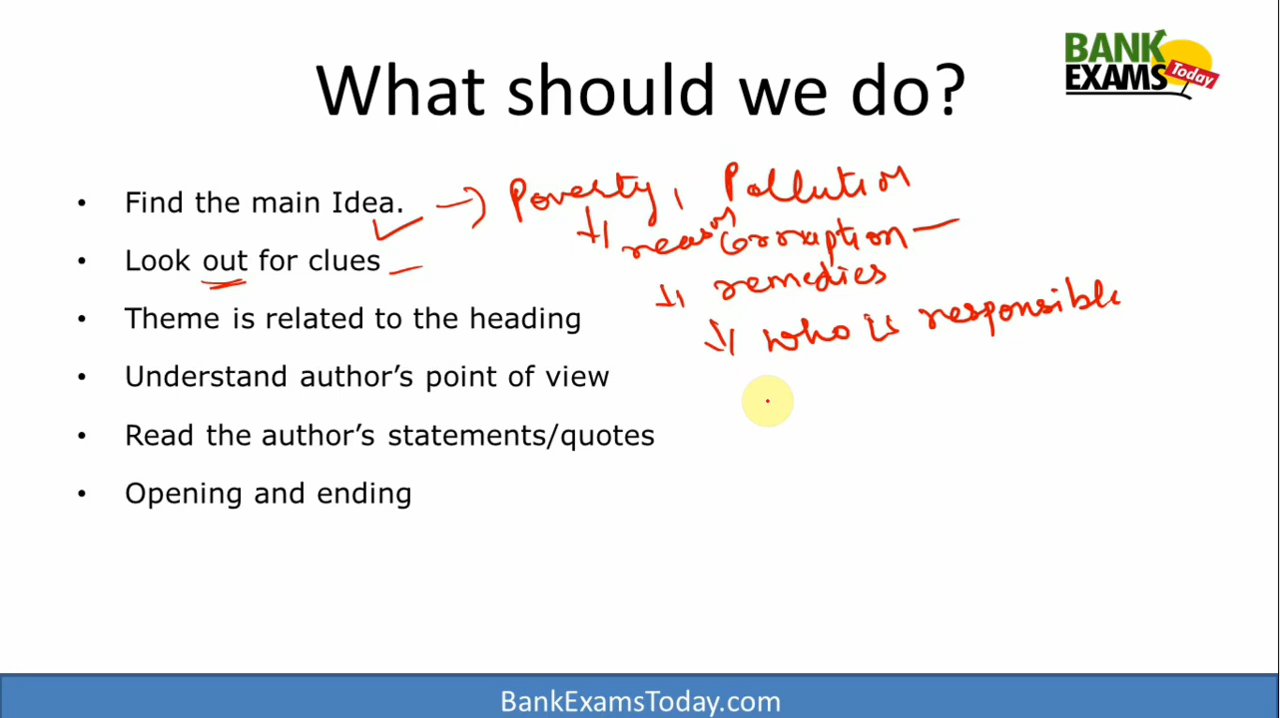 BANK
EXAMS Today
What should we do?
• Find the main Idea. Poverty, Pollution
reason Corruption
• Look out for clues
remedies
• Theme is related to the heading
who is responsible
• Understand author's point of view
• Read the author's statements/quotes
• Opening and ending
BankExamsToday.com